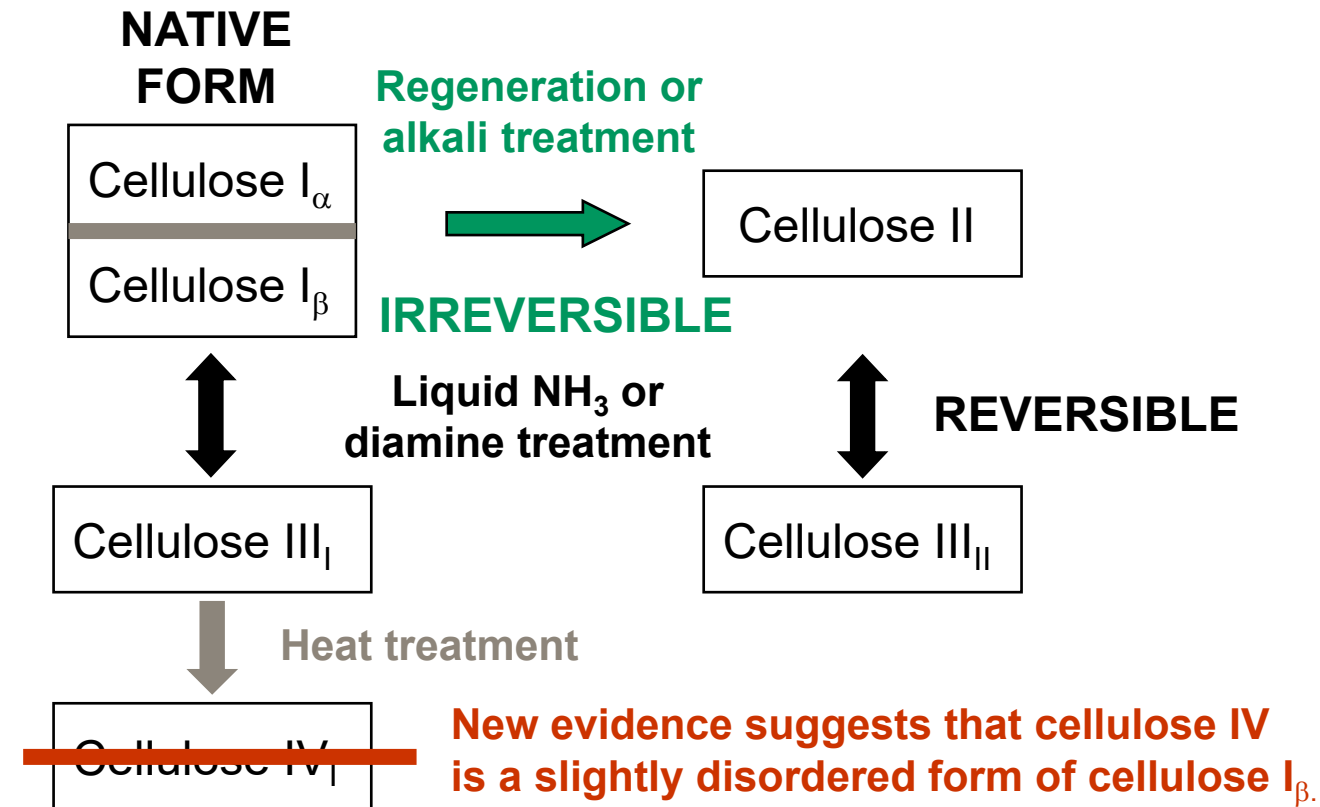 NATIVE
FORM
Regeneration or
alkali treatment
Cellulose Iα
Cellulose II
Cellulose Iβ
IRREVERSIBLE
Liquid NH3 or
diamine treatment
REVERSIBLE
Cellulose IIII
Cellulose IIIII
Heat treatment
Cellulose IVI
New evidence suggests that cellulose IV
is a slightly disordered form of cellulose Iβ.